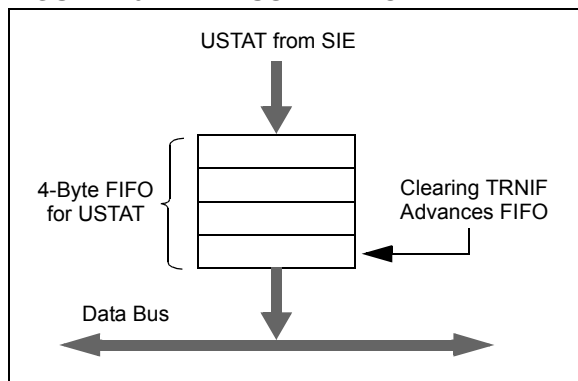 USTAT from SIE
4-Byte FIFO
for USTAT
Clearing TRNIF
Advances FIFO
Data Bus